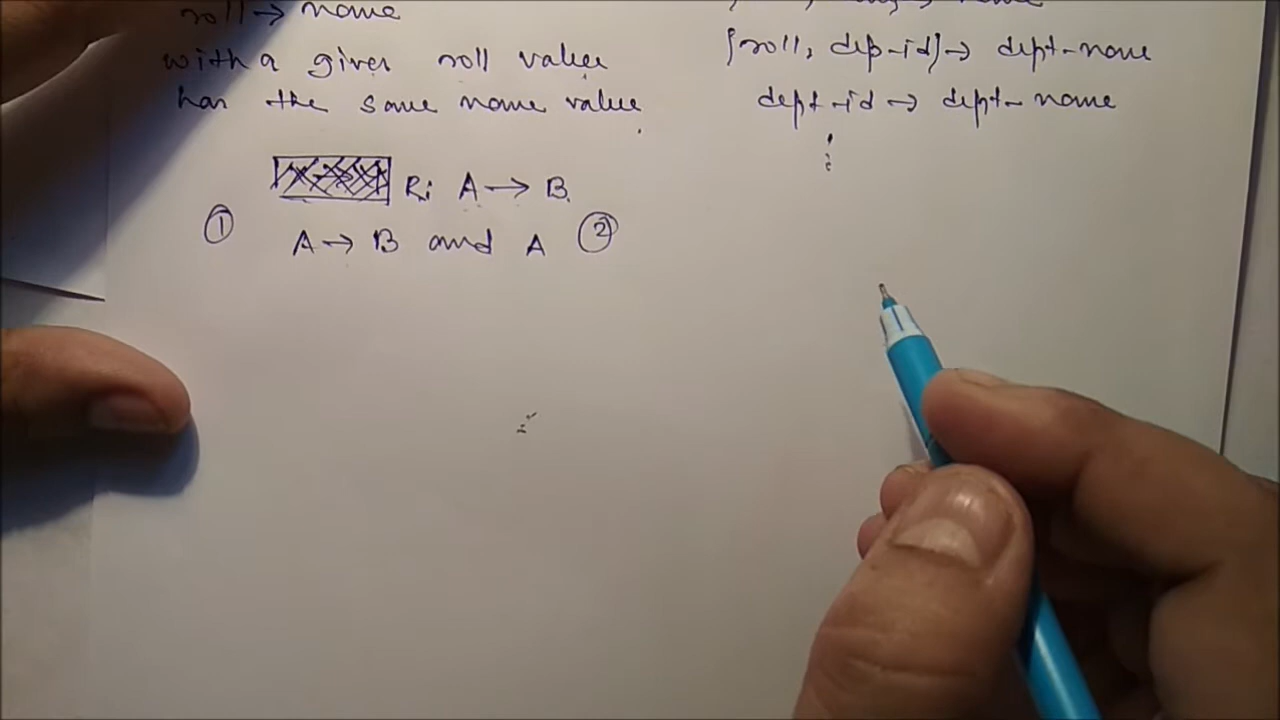 roll → name
with a given roll value
has the same name value.
R: A → B.
① A → B and A ②
{roll, dep-id} → dept-name
dept-id → dept-name